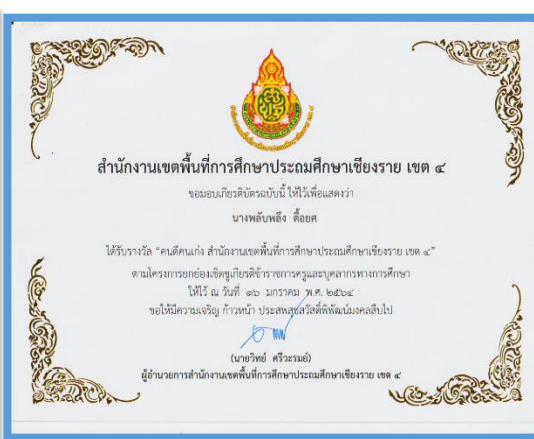 สำนักงานเขตพื้นที่การศึกษาประถมศึกษาเชียงราย เขต ๔
ขอมอบเกียรติบัตรฉบับนี้ ให้ไว้เพื่อแสดงว่า
นางพลับพลึง ตื้อยศ
ได้รับรางวัล "คนดีคนเก่ง สำนักงานเขตพื้นที่การศึกษาประถมศึกษาเชียงราย เขต ๔"
ตามโครงการยกย่องเชิดชูเกียรติข้าราชการครูและบุคลากรทางการศึกษา
ให้ไว้ ณ วันที่ ๑๖ มกราคม พ.ศ. ๒๕๖๔
ขอให้มีความเจริญ ก้าวหน้า ประสพสุขสวัสดิ์พิพัฒน์มงคลสืบไป
(นายวิทย์ ศรีวะรมย์)
ผู้อำนวยการสำนักงานเขตพื้นที่การศึกษาประถมศึกษาเชียงราย เขต ๔